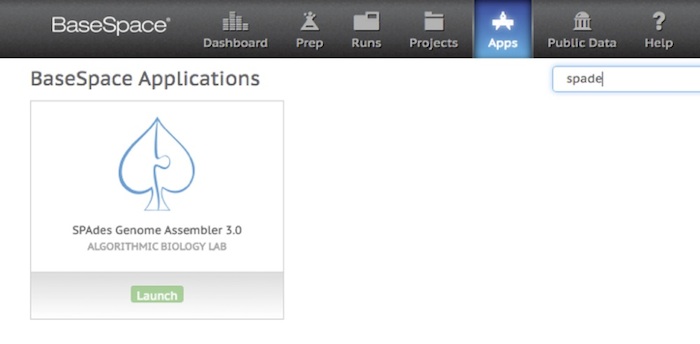 BaseSpace®
Dashboard
Prep
Runs
Projects
Apps
Public Data
Help
BaseSpace Applications
spade
SPAdes Genome Assembler 3.0
ALGORITHMIC BIOLOGY LAB
Launch